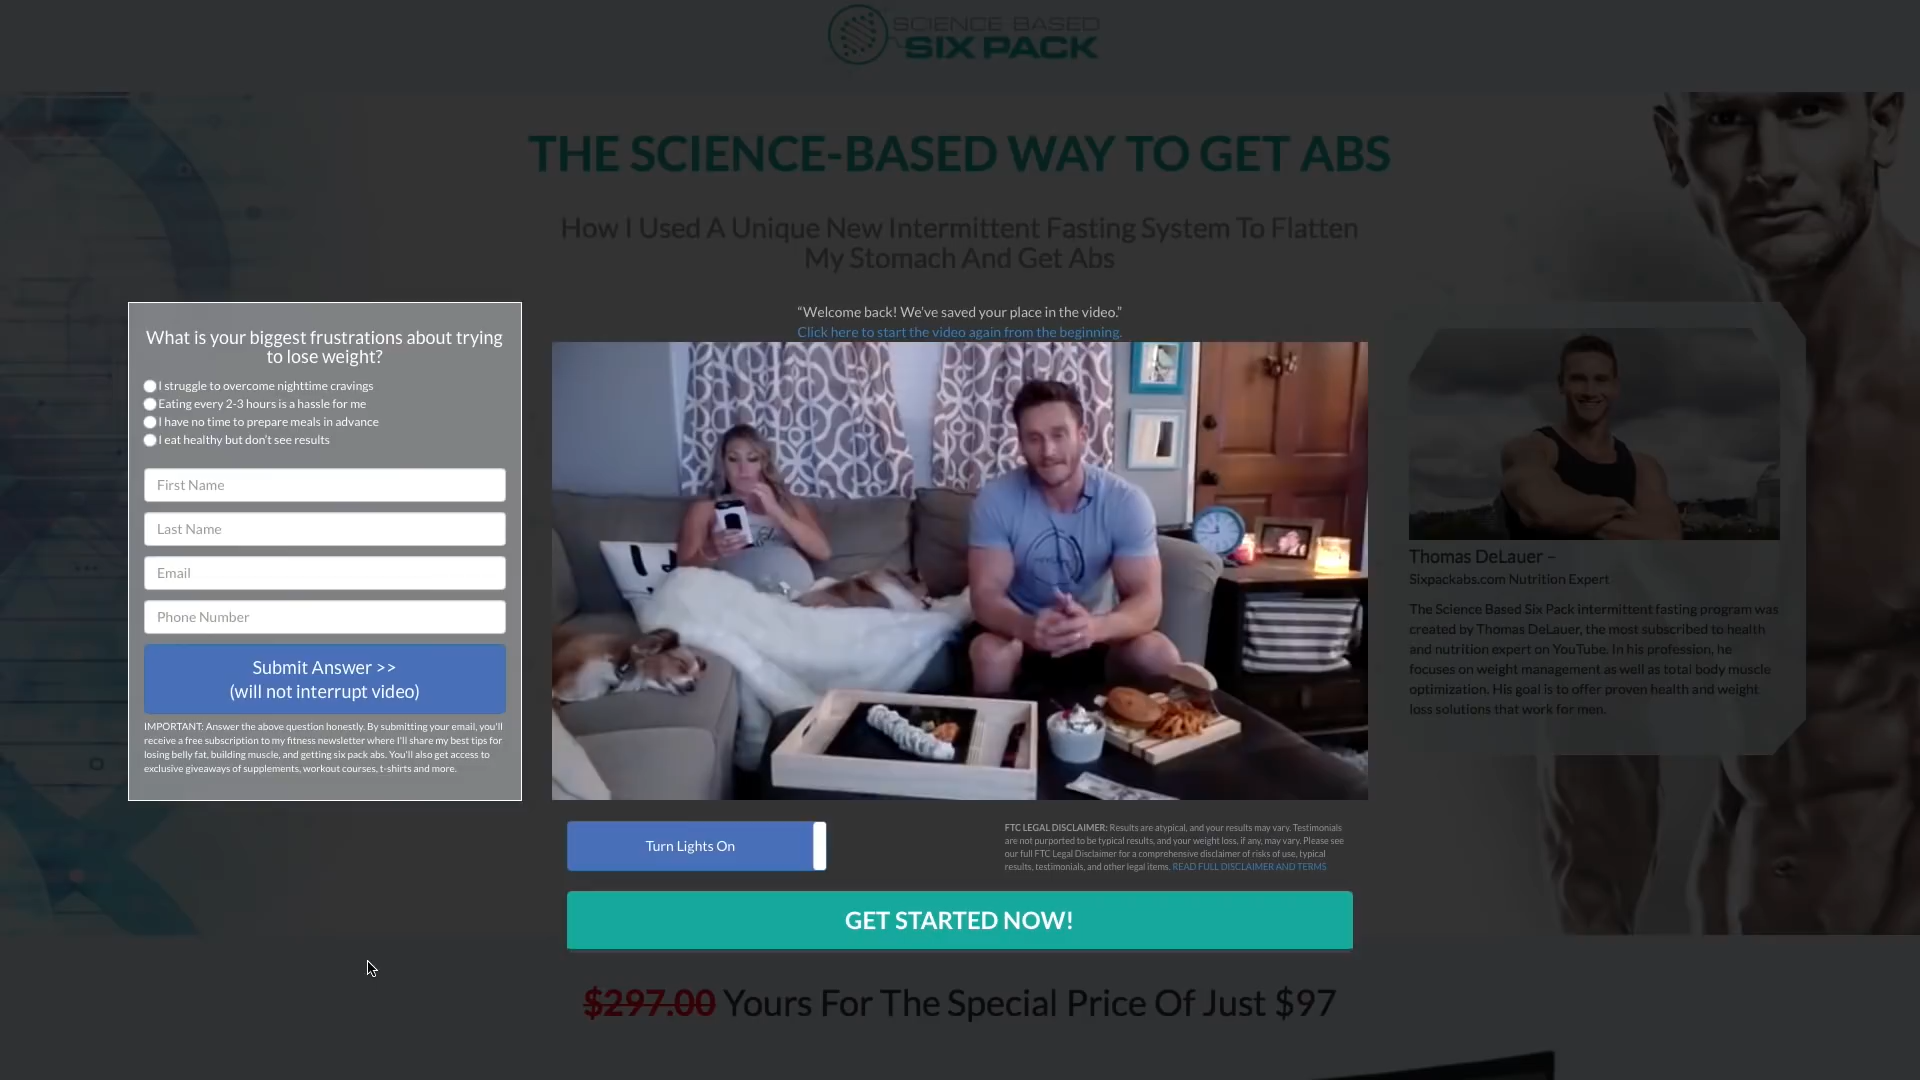 SCIENCE BASED
SIX PACK
THE SCIENCE-BASED WAY TO GET ABS
How I Used A Unique New Intermittent Fasting System To Flatten
My Stomach And Get Abs
What is your biggest frustrations about trying
to lose weight?
I struggle to overcome nighttime cravings
Eating every 2-3 hours is a hassle for me
I have no time to prepare meals in advance
I eat healthy but don't see results
First Name
Last Name
Email
Phone Number
Submit Answer >>
(will not interrupt video)
IMPORTANT: Answer the above question honestly. By submitting your email, you'll
receive a free subscription to my fitness newsletter where I'll share my best tips for
losing belly fat, building muscle, and getting six pack abs. You'll also get access to
exclusive giveaways of supplements, workout courses, t-shirts and more.
"Welcome back! We've saved your place in the video."
Click here to start the video again from the beginning.
Thomas DeLauer –
Sixpackabs.com Nutrition Expert
The Science Based Six Pack intermittent fasting program was
created by Thomas DeLauer, the most subscribed to health
and nutrition expert on YouTube. In his profession, he
focuses on weight management as well as total body muscle
optimization. His goal is to offer proven health and weight
loss solutions that work for men.
Turn Lights On
FTC LEGAL DISCLAIMER: Results are atypical, and your results may vary. Testimonials
are not purported to be typical results, and your weight loss, if any, may vary. Please see
our full FTC Legal Disclaimer for a comprehensive disclaimer of risks of use, typical
results, testimonials, and other legal items. READ FULL DISCLAIMER AND TERMS
GET STARTED NOW!
$297.00 Yours For The Special Price Of Just $97